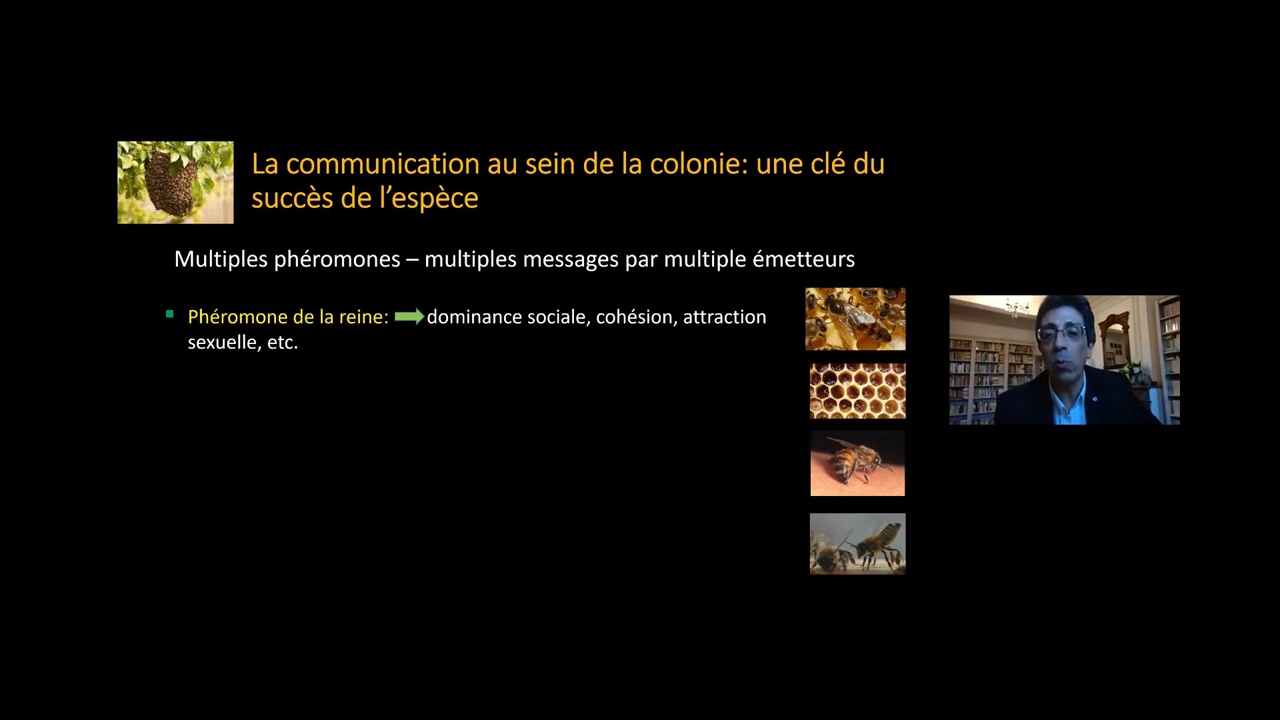 La communication au sein de la colonie: une clé du
succès de l’espèce
Multiples phéromones – multiples messages par multiple émetteurs
Phéromone de la reine: dominance sociale, cohésion, attraction
sexuelle, etc.